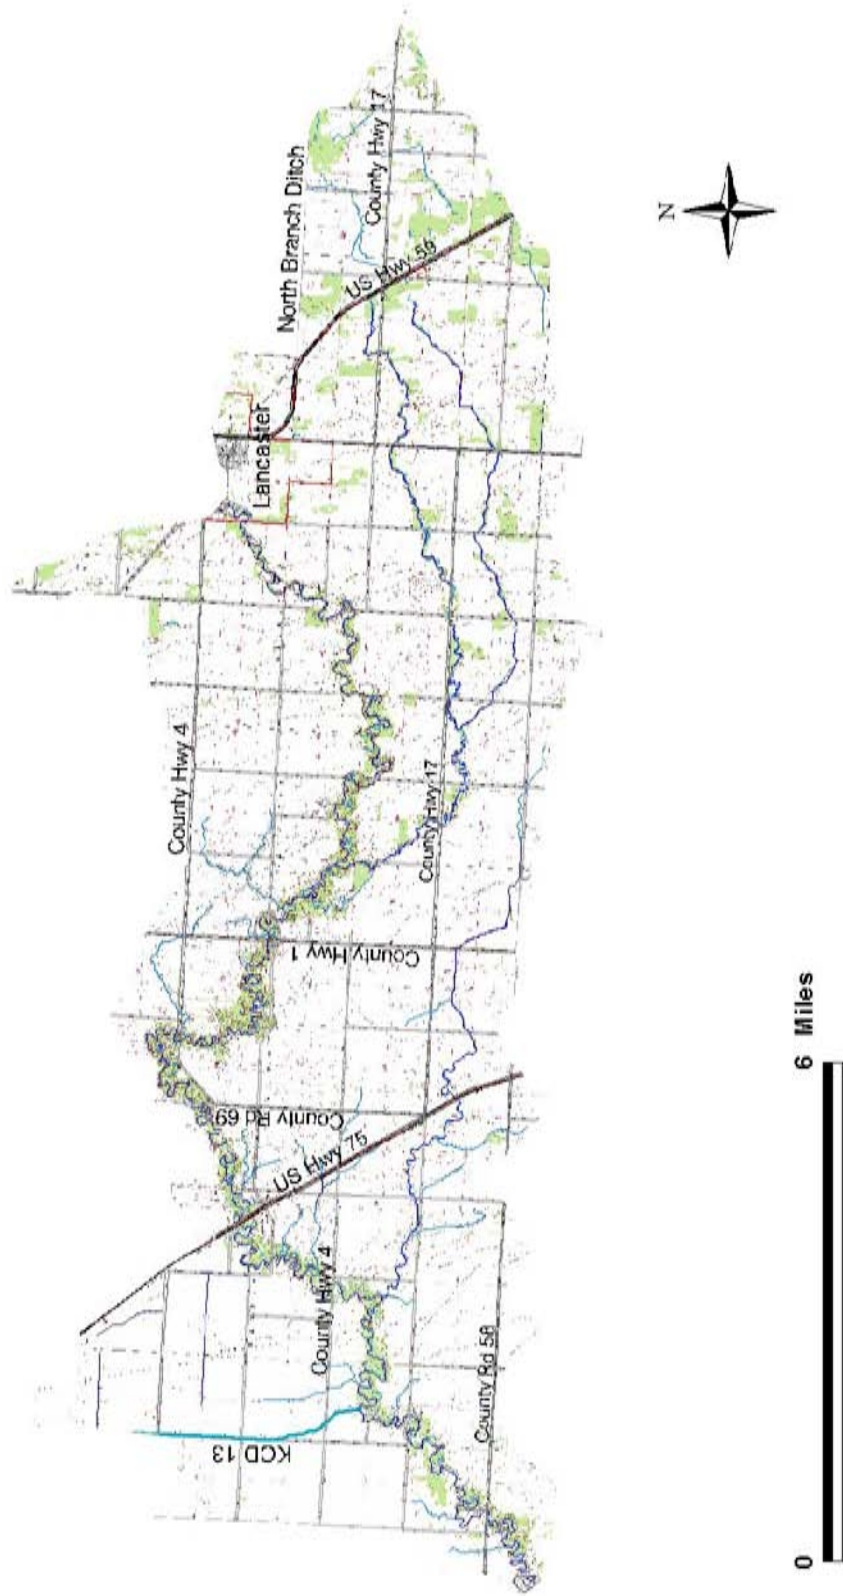 County Hwy 17
North Branch Ditch
US Hwy 59
N
Lancaster
County Hwy 4
County Hwy 17
County Hwy 1
6 Miles
County Rd 69
US Hwy 75
County Hwy 4
County Rd 58
KCD 13
0